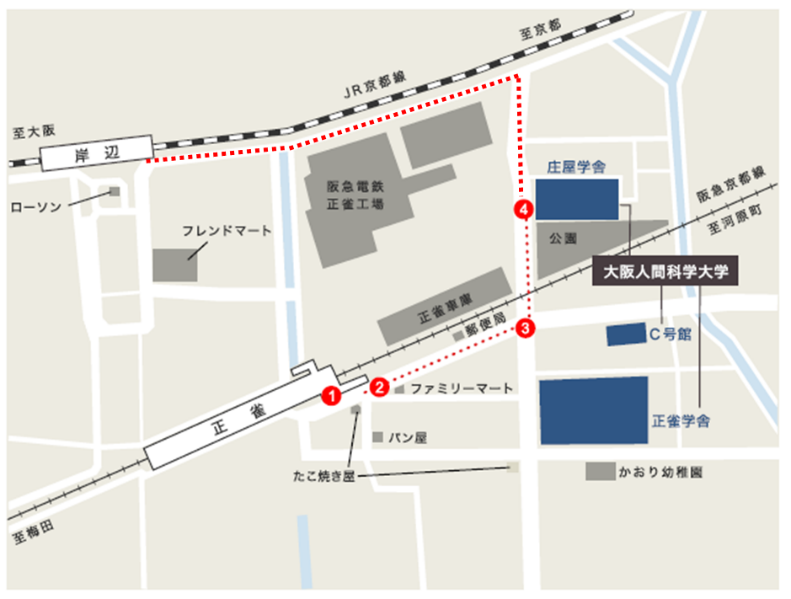 至京都
JR京都線
至大阪
岸辺
ローソン
フレンドマート
阪急電鉄
正雀工場
庄屋学舎
阪急京都線
至河原町
4
公園
大阪人間科学大学
正雀車庫
郵便局
3
C号館
1
2
ファミリーマート
正雀
正雀学舎
パン屋
たこ焼き屋
かおり幼稚園
至梅田